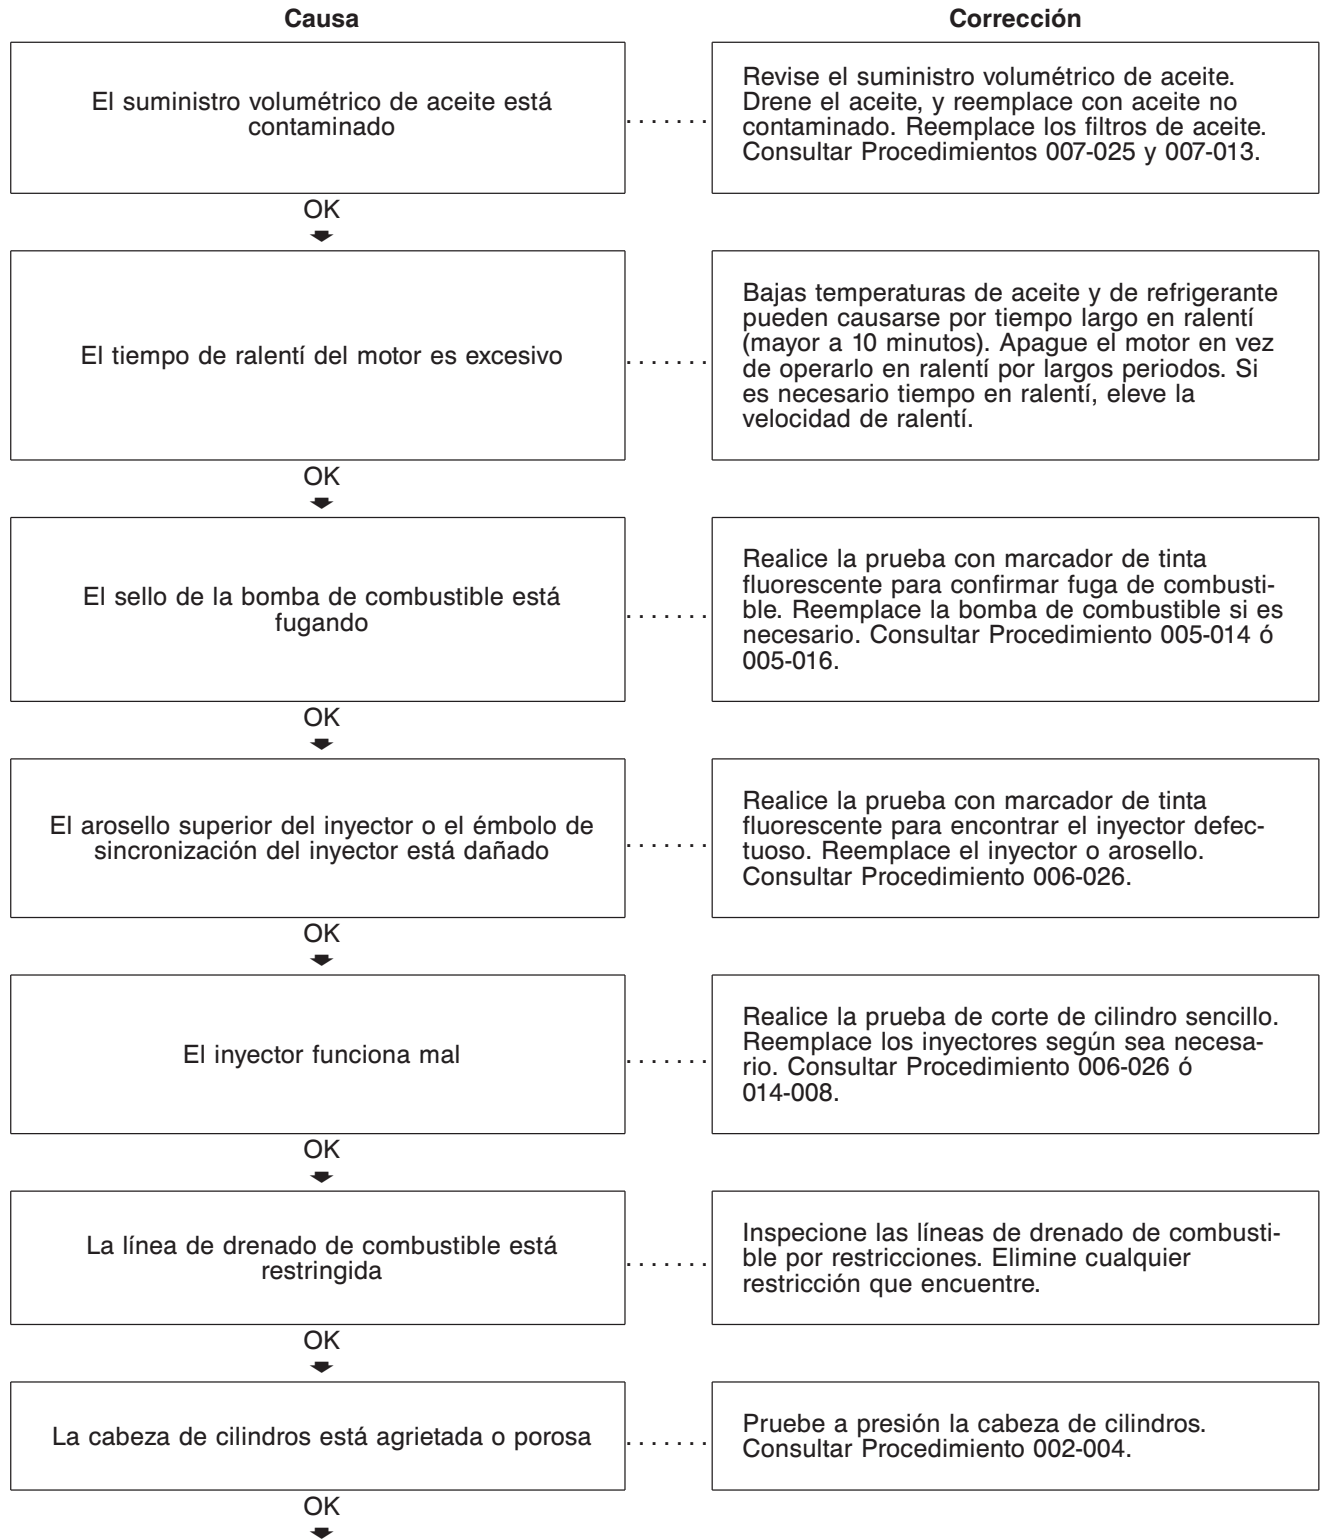 Causa
Corrección
El suministro volumétrico de aceite está
contaminado
. . . . . . .
Revise el suministro volumétrico de aceite.
Drene el aceite, y reemplace con aceite no
contaminado. Reemplace los filtros de aceite.
Consultar Procedimientos 007-025 y 007-013.
OK
El tiempo de ralentí del motor es excesivo
. . . . . . .
Bajas temperaturas de aceite y de refrigerante
pueden causarse por tiempo largo en ralentí
(mayor a 10 minutos). Apague el motor en vez
de operarlo en ralentí por largos periodos. Si
es necesario tiempo en ralentí, eleve la
velocidad de ralentí.
OK
El sello de la bomba de combustible está
fugando
. . . . . . .
Realice la prueba con marcador de tinta
fluorescente para confirmar fuga de combusti-
ble. Reemplace la bomba de combustible si es
necesario. Consultar Procedimiento 005-014 ó
005-016.
OK
El arosello superior del inyector o el émbolo de
sincronización del inyector está dañado
. . . . . . .
Realice la prueba con marcador de tinta
fluorescente para encontrar el inyector defec-
tuoso. Reemplace el inyector o arosello.
Consultar Procedimiento 006-026.
OK
El inyector funciona mal
. . . . . . .
Realice la prueba de corte de cilindro sencillo.
Reemplace los inyectores según sea necesa-
rio. Consultar Procedimiento 006-026 ó
014-008.
OK
La línea de drenado de combustible está
restringida
. . . . . . .
Inspecione las líneas de drenado de combusti-
ble por restricciones. Elimine cualquier
restricción que encuentre.
OK
La cabeza de cilindros está agrietada o porosa
. . . . . . .
Pruebe a presión la cabeza de cilindros.
Consultar Procedimiento 002-004.
OK